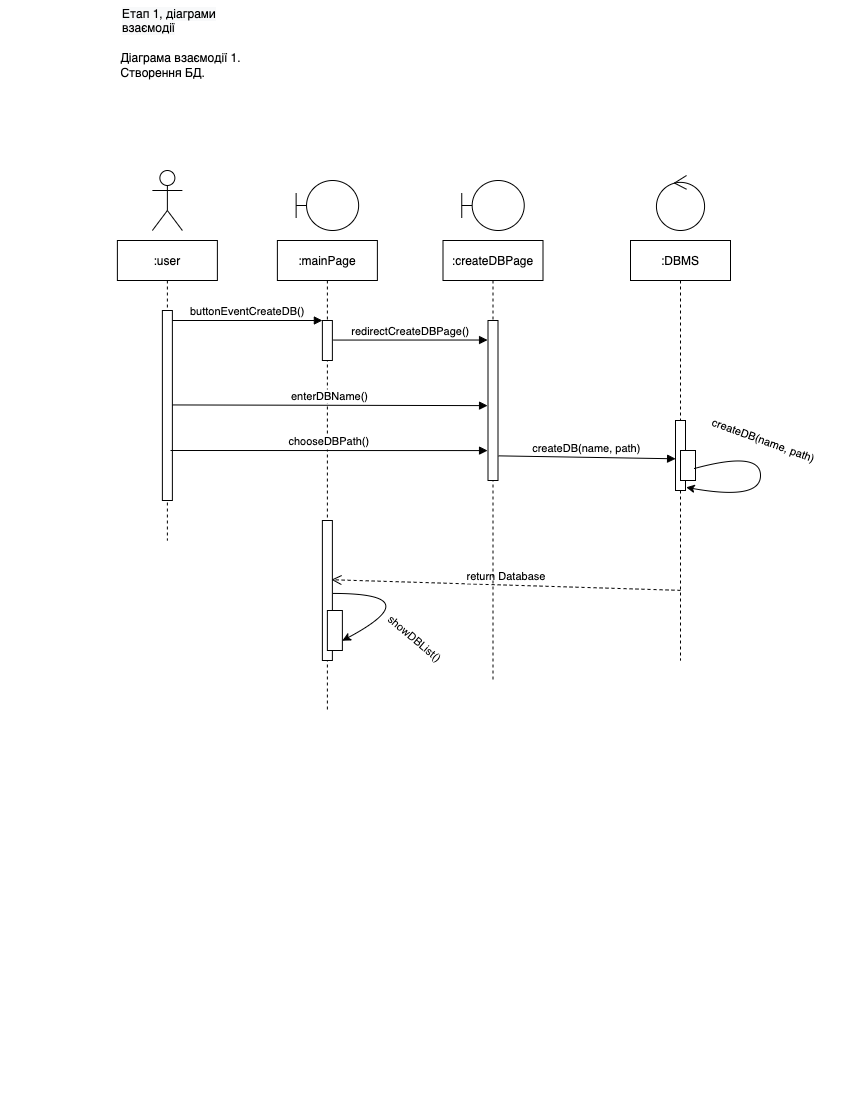 Етап 1, діаграми
взаємодії
Діаграма взаємодії 1.
Створення БД.
:user
:mainPage
:createDBPage
:DBMS
buttonEventCreateDB()
redirectCreateDBPage()
enterDBName()
chooseDBPath()
createDB(name, path)
createDB(name, path)
return Database
showDBList()